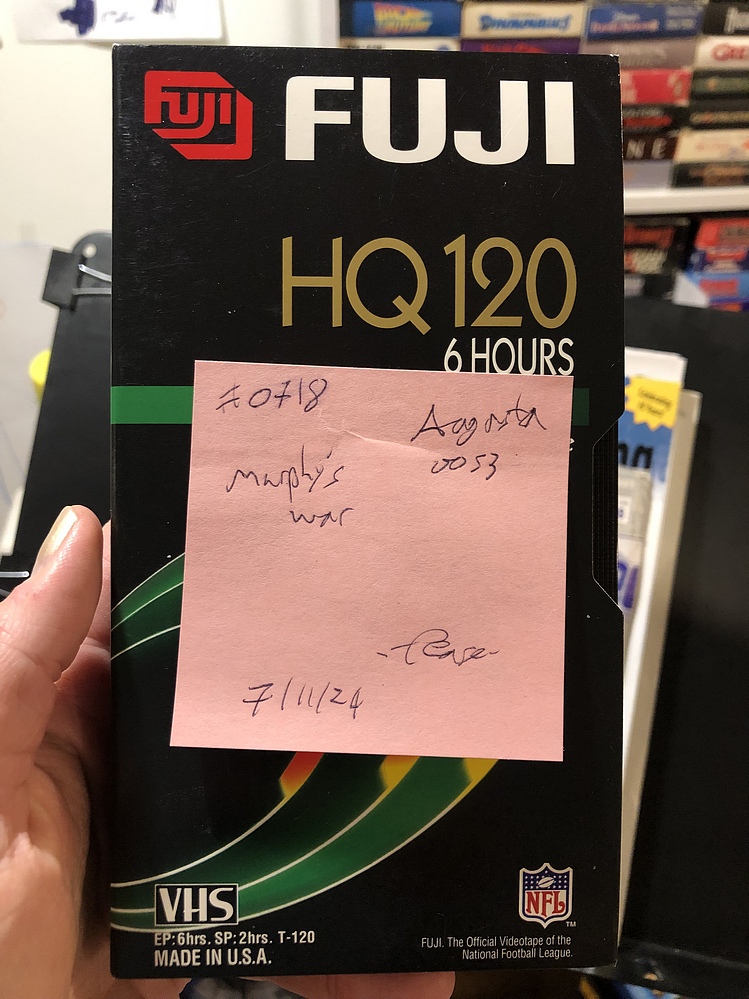 FUJI
FUJI
HQ 120
6 HOURS
#0718
Augusta
0053
Murphy's
war
7/11/24
VHS
EP:6hrs. SP:2hrs. T-120
MADE IN U.S.A.
NFL
TM
FUJI. The Official Videotape of the
National Football League.